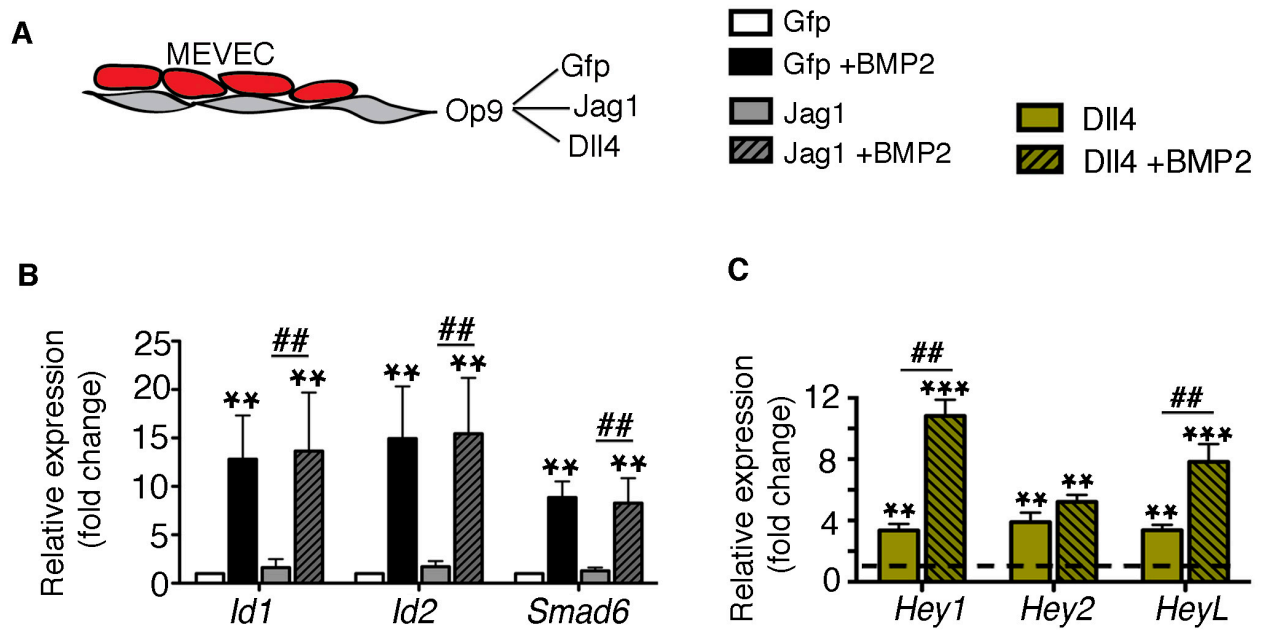 A
MEVEC
Op9
Gfp
Jag1
Dll4
Gfp
Gfp +BMP2
Jag1
Jag1 +BMP2
Dll4
Dll4 +BMP2
B
Relative expression
(fold change)
25
20
15
10
5
0
**
**
##
**
**
##
**
**
##
Id1
Id2
Smad6
C
Relative expression
(fold change)
12
8
4
0
**
***
##
**
**
**
***
##
Hey1
Hey2
HeyL